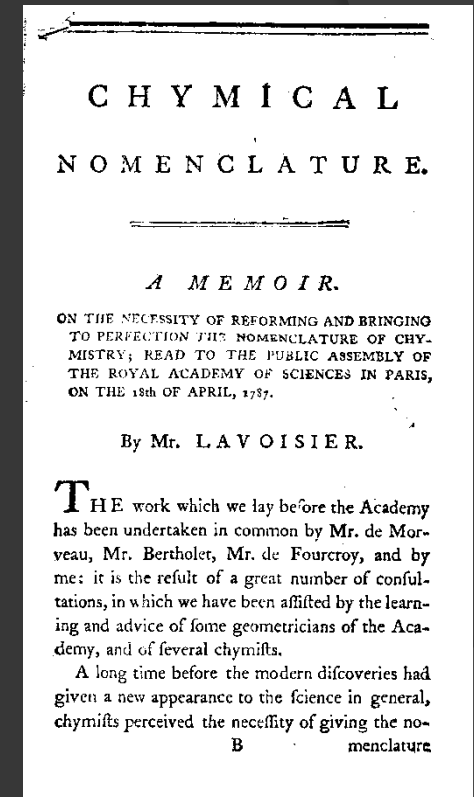 CHYMICAL
NOMENCLATURE.
A MEMOIR.
ON THE NECESSITY OF REFORMING AND BRINGING
TO PERFECTION THE NOMENCLATURE OF CHY-
MISTRY; READ TO THE PUBLIC ASSEMBLY OF
THE ROYAL ACADEMY OF SCIENCES IN PARIS,
ON THE 18th OF APRIL, 1787.
By Mr. LAVOISIER.
THE work which we lay before the Academy
has been undertaken in common by Mr. de Mor-
veau, Mr. Bertholet, Mr. de Fourcroy, and by
me: it is the reſult of a great number of conſul-
tations, in which we have been aſſiſted by the learn-
ing and advice of ſome geometricians of the Aca-
demy, and of ſeveral chymiſts.
A long time before the modern diſcoveries had
given a new appearance to the ſcience in general,
chymiſts perceived the neceſſity of giving the no-
B menclature